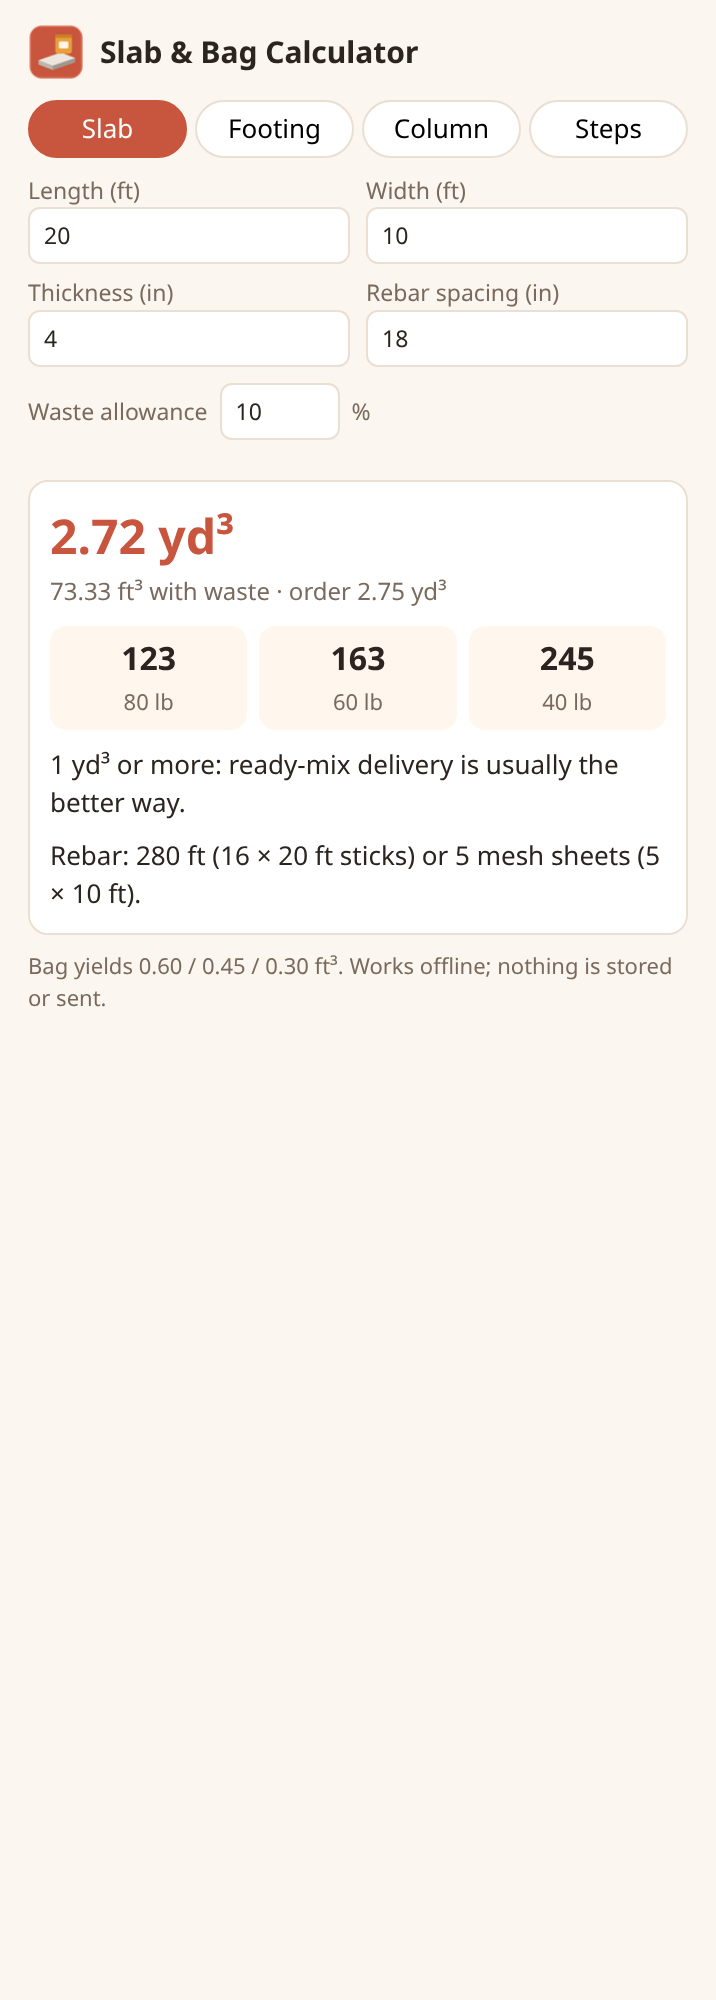 Slab & Bag Calculator
Slab
Footing
Column
Steps
Length (ft)
Width (ft)
20
10
Thickness (in)
Rebar spacing (in)
4
18
Waste allowance
10
%
2.72 yd³
73.33 ft³ with waste · order 2.75 yd³
123
163
245
80 lb
60 lb
40 lb
1 yd³ or more: ready-mix delivery is usually the
better way.
Rebar: 280 ft (16 × 20 ft sticks) or 5 mesh sheets (5
× 10 ft).
Bag yields 0.60 / 0.45 / 0.30 ft³. Works offline; nothing is stored
or sent.